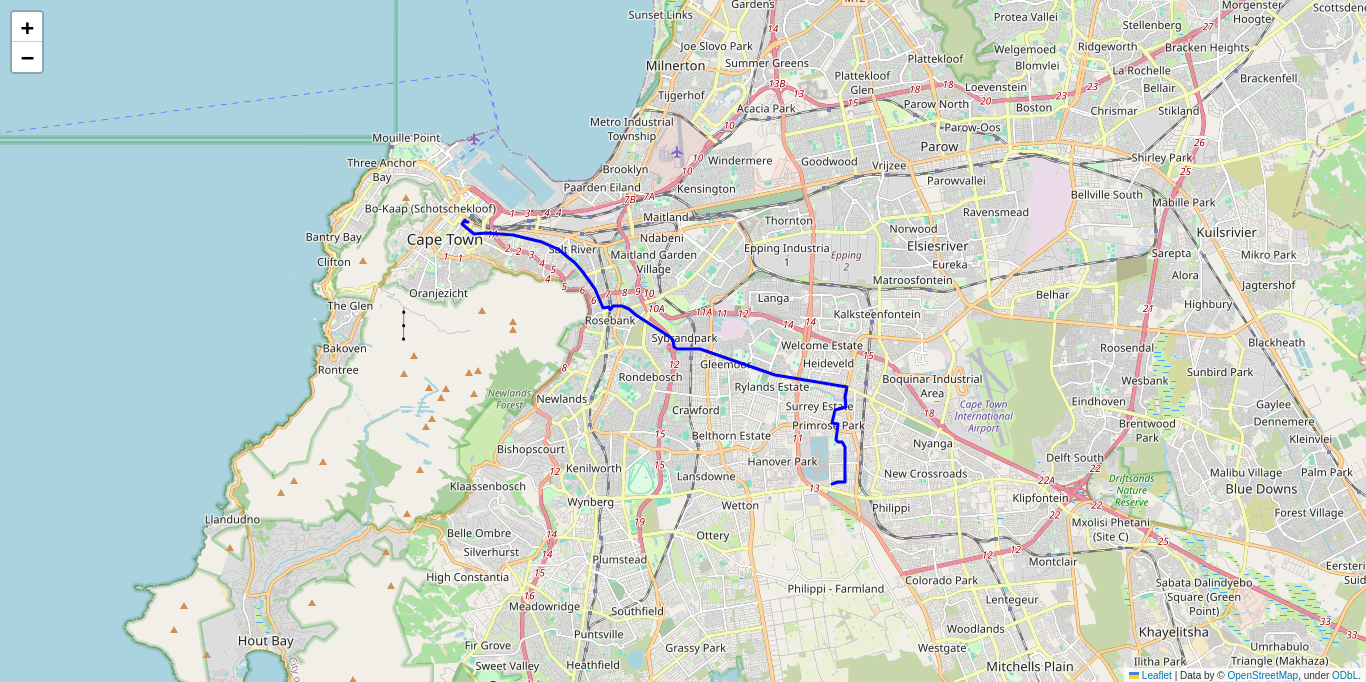 +
−
Sunset Links
Gardens
M12
Protea Vallei
Morgenster
Hoogte
Scottsdene
Stellenberg
Joe Slovo Park
Welgemoed
Ridgeworth
Bracken Heights
Summer Greens
Plattekloof
Blomvlei
Milnerton
Plattekloof
Glen
La Rochelle
Brackenfell
Tijgerhof
Loevenstein
Bellair
Acacia Park
Parow North
Boston
Chrismar
Stikland
Metro Industrial
Township
Parow-Oos
Mouille Point
Parow
Three Anchor
Bay
Windermere
Goodwood
Vrijzee
Shirley Park
Brooklyn
Parowvallei
Paarden Eiland
Kensington
Bellville South
Mabille Park
Bo-Kaap (Schotschekloof)
Maitland
Thornton
Ravensmead
Norwood
Kuilsrivier
Bantry Bay
Cape Town
Ndabeni
Elsiesriver
Salt River
Epping Industria
1
Epping
2
Maitland Garden
Village
Sarepta
Mikro Park
Clifton
Eureka
Alora
Matroosfontein
Jagtershof
Oranjezicht
Langa
Belhar
Highbury
The Glen
Kalksteenfontein
Rosebank
Sybrandpark
Welcome Estate
Blackheath
Bakoven
Roosendal
Rontree
Gleemoor
Heideveld
Sunbird Park
Rondebosch
Rylands Estate
Boquinar Industrial
Area
Wesbank
Newlands
Forest
Newlands
Crawford
Surrey Estate
Cape Town
International
Airport
Eindhoven
Gaylee
Dennemere
Primrose Park
Brentwood
Park
Belthorn Estate
Kleinvlei
Bishopscourt
Nyanga
Hanover Park
Delft South
Kenilworth
Malibu Village
Palm Park
Klaassenbosch
Lansdowne
New Crossroads
Driftsands
Nature
Reserve
Blue Downs
Wynberg
Wetton
Philippi
Klipfontein
Forest Village
Llandudno
Mxolisi Phetani
(Site C)
Belle Ombre
Ottery
Silverhurst
Plumstead
Montclair
High Constantia
Colorado Park
Sabata Dalindyebo
Square (Green
Point)
Philippi - Farmland
Meadowridge
Southfield
Lentegeur
Hout Bay
Puntsville
Woodlands
Khayelitsha
Fir Grove
Grassy Park
Westgate
Umrhabulo
Triangle (Makhaza)
Sweet Valley
Heathfield
Mitchells Plain
Ilitha Park
Leaflet | Data by © OpenStreetMap, under ODbL.